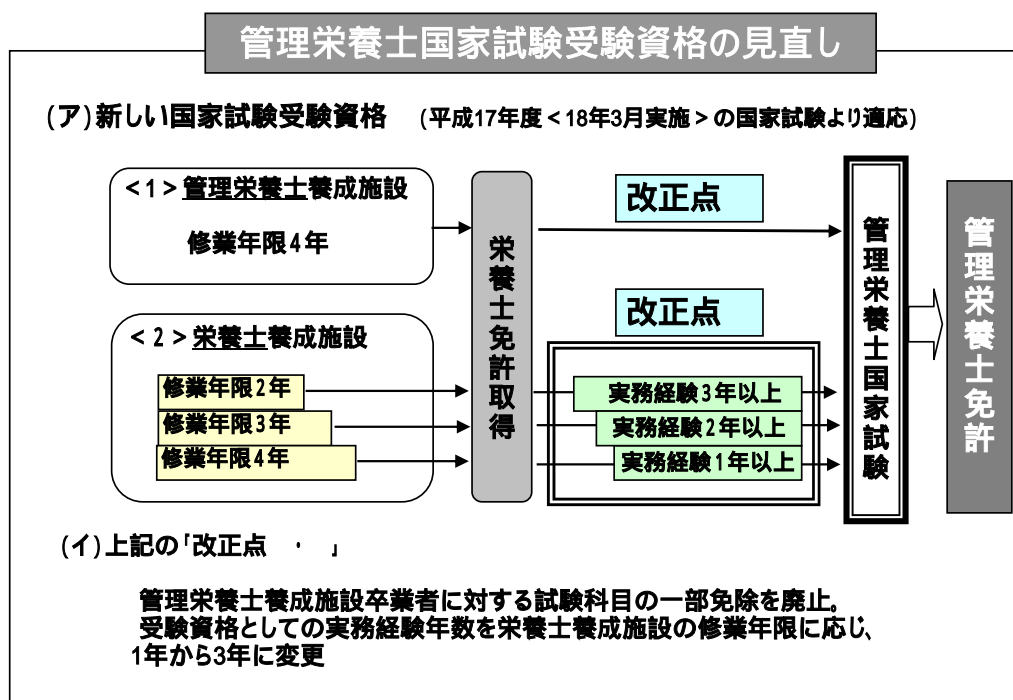 管理栄養士国家試験受験資格の見直し
(ア)新しい国家試験受験資格 (平成17年度<18年3月実施>の国家試験より適応)
<1>管理栄養士養成施設
修業年限4年
<2>栄養士養成施設
修業年限2年
修業年限3年
修業年限4年
栄養士免許取得
改正点
改正点
実務経験3年以上
実務経験2年以上
実務経験1年以上
管理栄養士国家試験
管理栄養士免許
(イ)上記の「改正点 ・ 」
管理栄養士養成施設卒業者に対する試験科目の一部免除を廃止。
受験資格としての実務経験年数を栄養士養成施設の修業年限に応じ、
1年から3年に変更